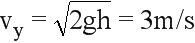 v_y = √2gh = 3m/s